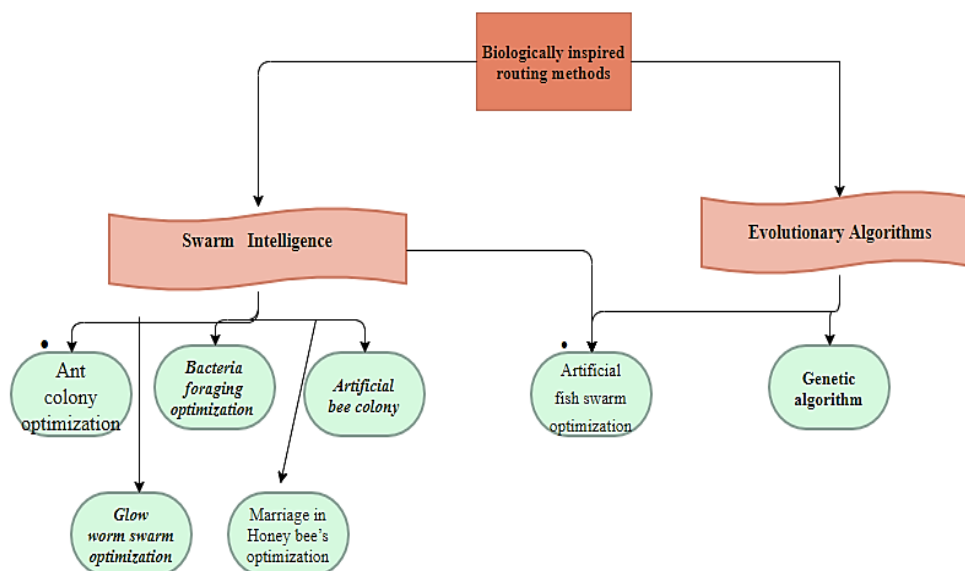 Biologically inspired
routing methods
Swarm Intelligence
Evolutionary Algorithms
Ant
colony
optimization
Bacteria
foraging
optimization
Artificial
bee colony
Artificial
fish swarm
optimization
Genetic
algorithm
Glow
worm swarm
optimization
Marriage in
Honey bee's
optimization